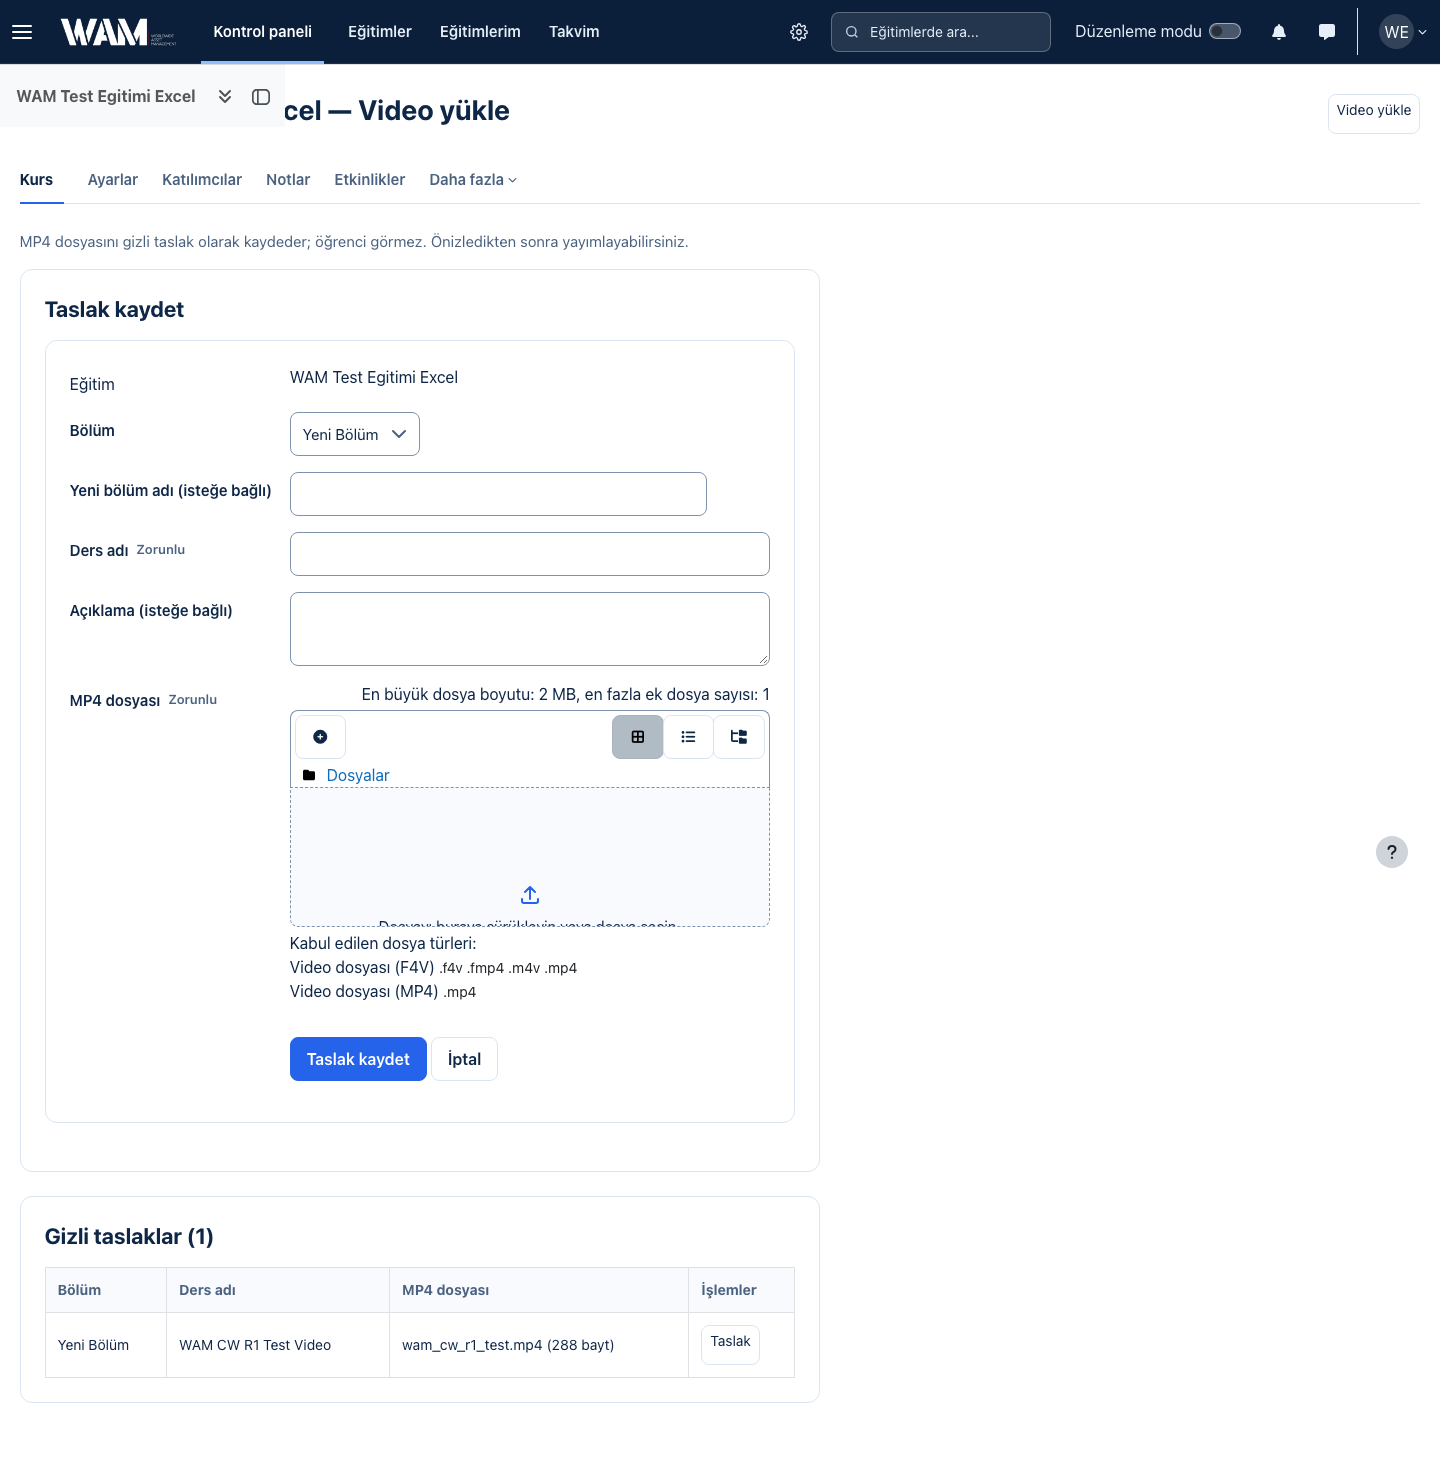 WAM
Kontrol paneli
Eğitimler
Eğitimlerim
Takvim
Eğitimlerde ara...
Düzenleme modu
WE
WAM Test Egitimi Excel
cel — Video yükle
Video yükle
Kurs
Ayarlar
Katılımcılar
Notlar
Etkinlikler
Daha fazla
MP4 dosyasını gizli taslak olarak kaydeder; öğrenci görmez. Önizledikten sonra yayımlayabilirsiniz.
Taslak kaydet
Eğitim
WAM Test Egitimi Excel
Bölüm
Yeni Bölüm
Yeni bölüm adı (isteğe bağlı)
Ders adı Zorunlu
Açıklama (isteğe bağlı)
MP4 dosyası Zorunlu
En büyük dosya boyutu: 2 MB, en fazla ek dosya sayısı: 1
Dosyalar
Kabul edilen dosya türleri:
Video dosyası (F4V) .f4v .fmp4 .m4v .mp4
Video dosyası (MP4) .mp4
?
Taslak kaydet
İptal
Gizli taslaklar (1)
Bölüm
Ders adı
MP4 dosyası
İşlemler
Yeni Bölüm
WAM CW R1 Test Video
wam_cw_r1_test.mp4 (288 bayt)
Taslak